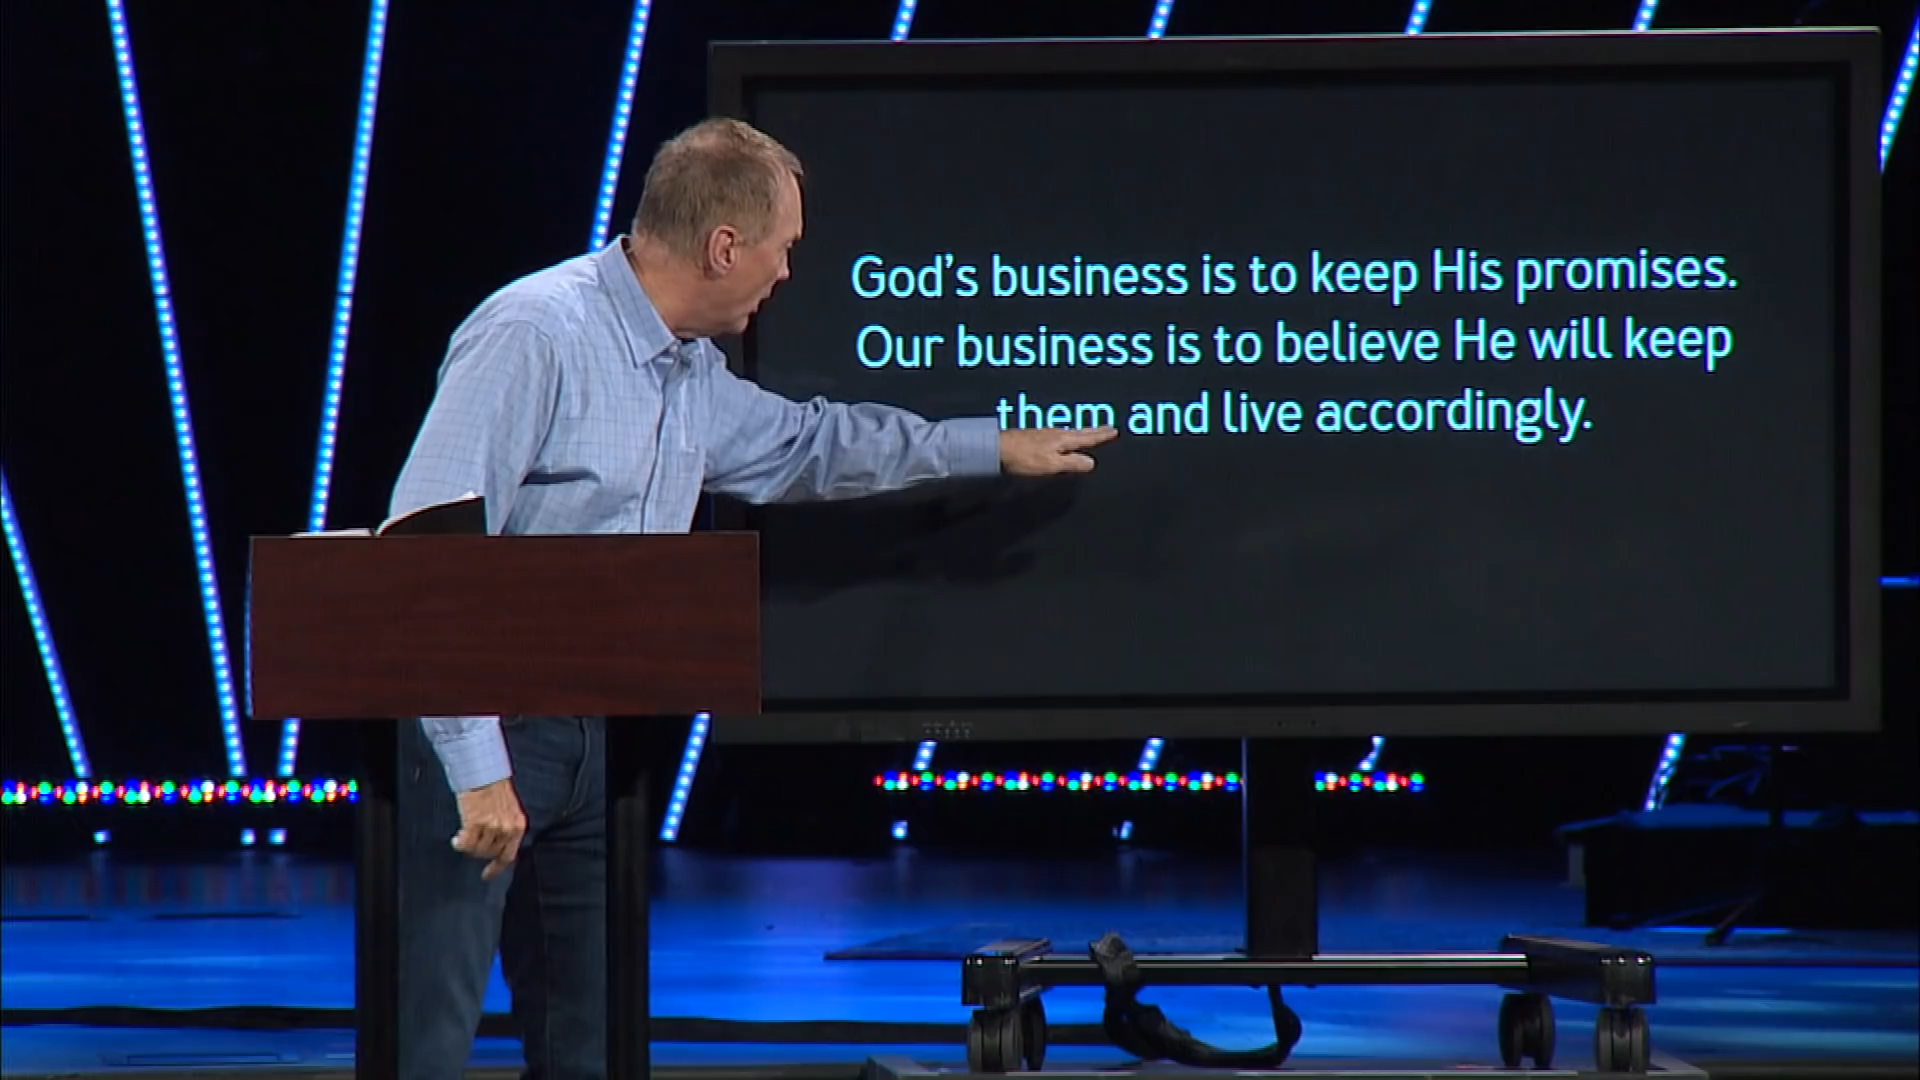 God’s business is to keep His promises.
Our business is to believe He will keep
them and live accordingly.